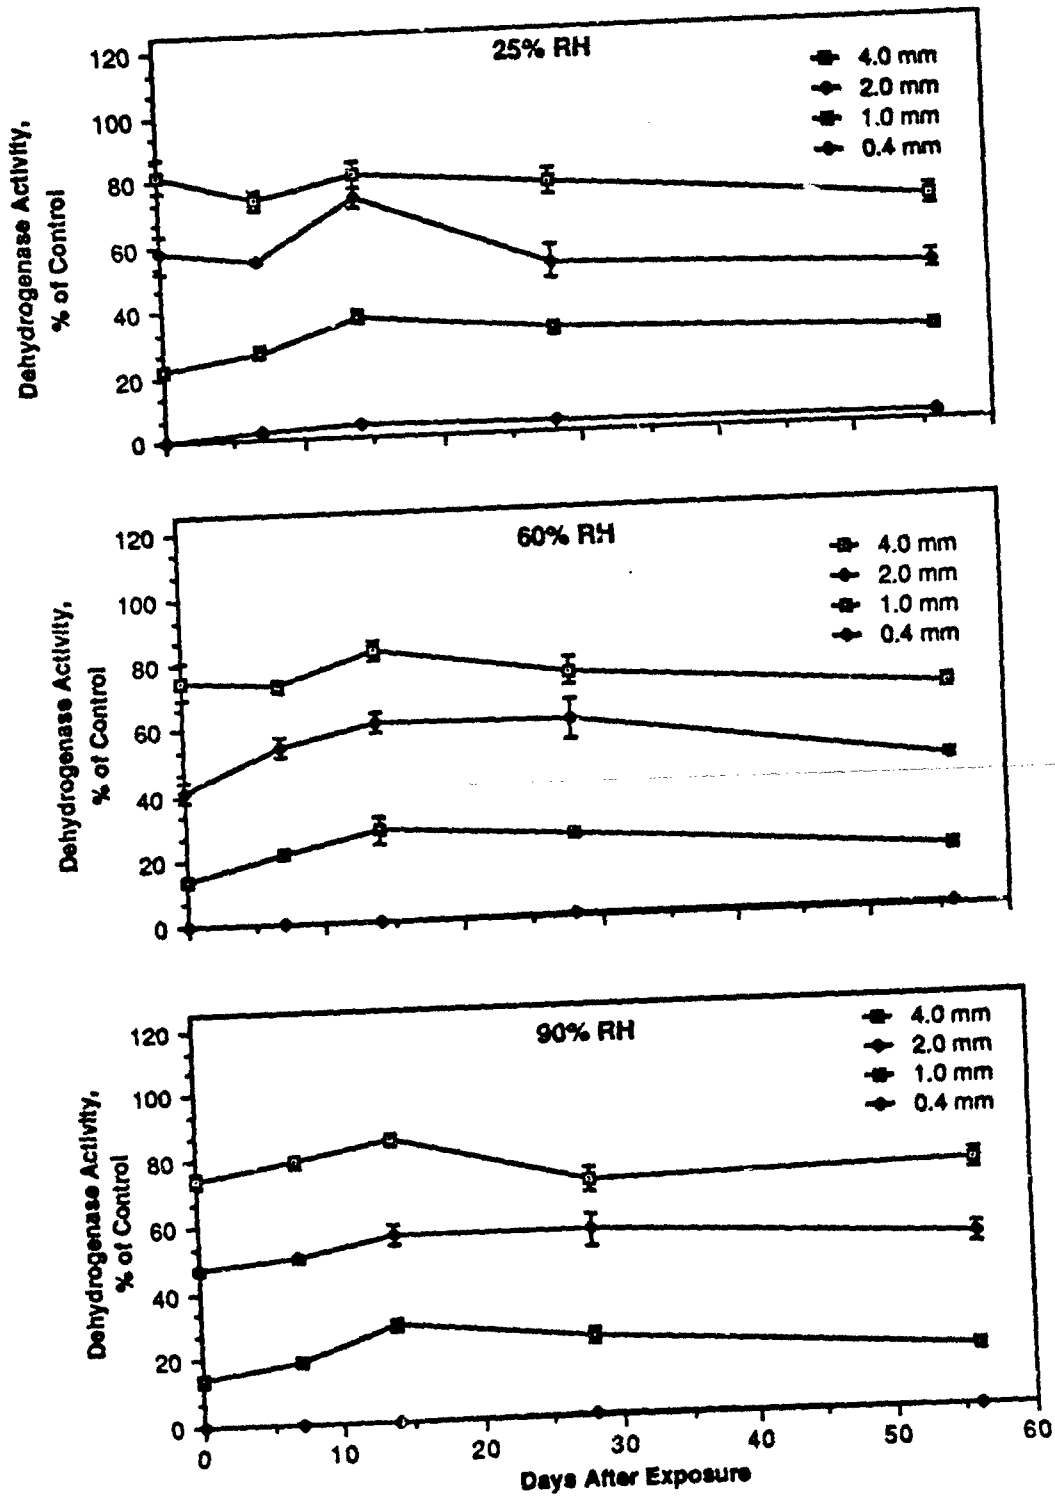 25% RH
4.0 mm
2.0 mm
1.0 mm
0.4 mm
120
100
80
60
40
20
0
Dehydrogenase Activity,
% of Control
60% RH
4.0 mm
2.0 mm
1.0 mm
0.4 mm
120
100
80
60
40
20
0
Dehydrogenase Activity,
% of Control
90% RH
4.0 mm
2.0 mm
1.0 mm
0.4 mm
120
100
80
60
40
20
0
Dehydrogenase Activity,
% of Control
0 10 20 30 40 50 60
Days After Exposure